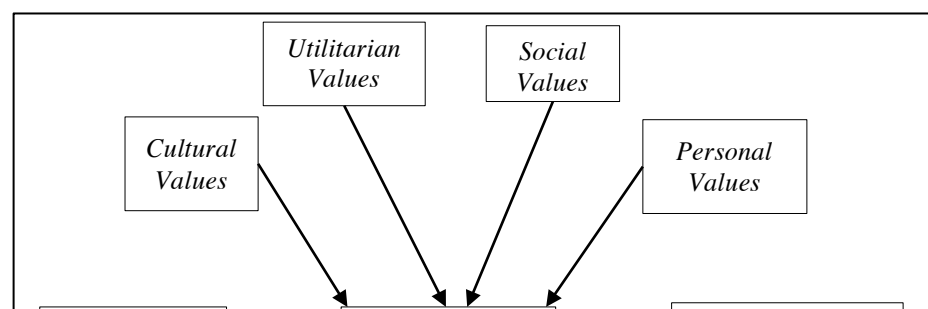 Utilitarian
Values
Social
Values
Cultural
Values
Personal
Values